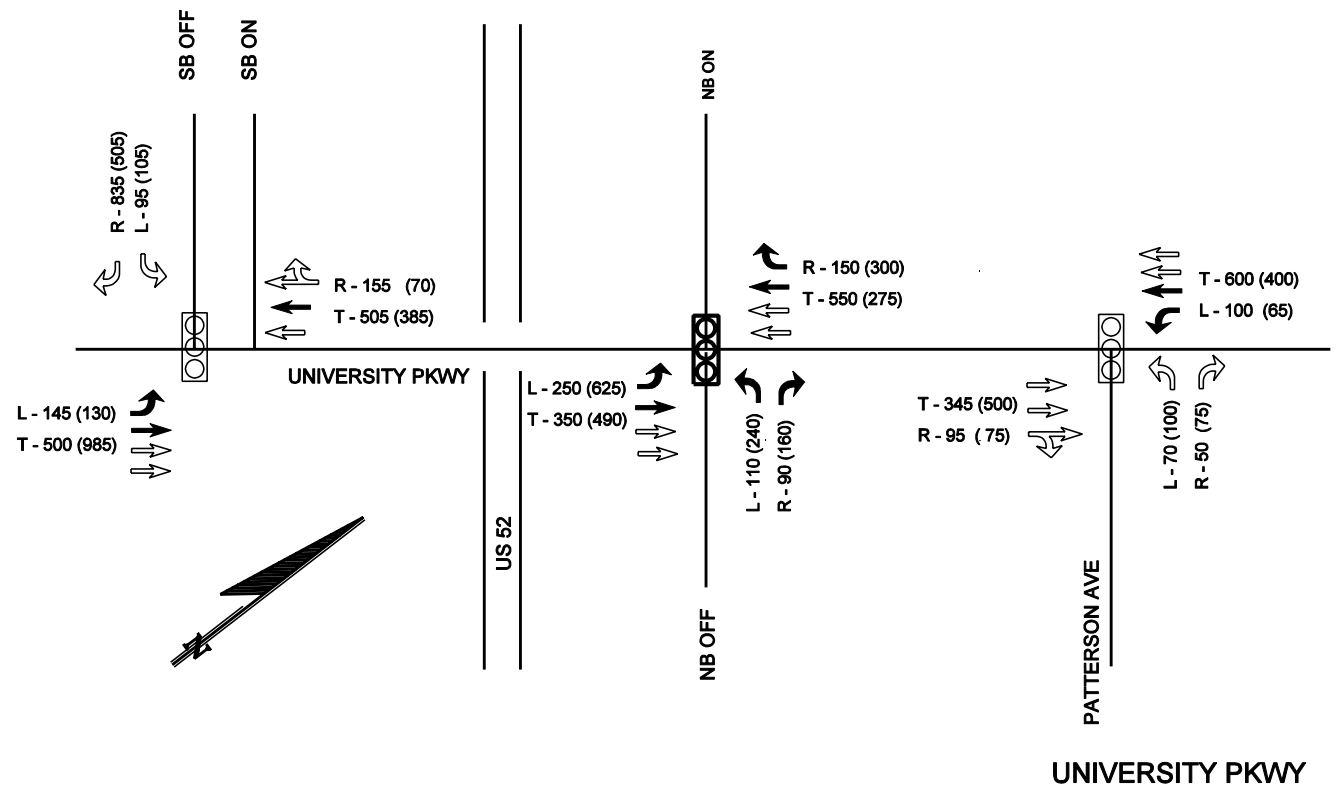 SB OFF
SB ON
NB ON
R - 835 (505)
L - 95 (105)
R - 155 (70)
T - 505 (385)
R - 150 (300)
T - 550 (275)
T - 600 (400)
L - 100 (65)
UNIVERSITY PKWY
L - 145 (130)
T - 500 (985)
L - 250 (625)
T - 350 (490)
L - 110 (240)
R - 90 (160)
T - 345 (500)
R - 95 ( 75)
L - 70 (100)
R - 50 (75)
US 52
N
NB OFF
PATTERSON AVE
UNIVERSITY PKWY